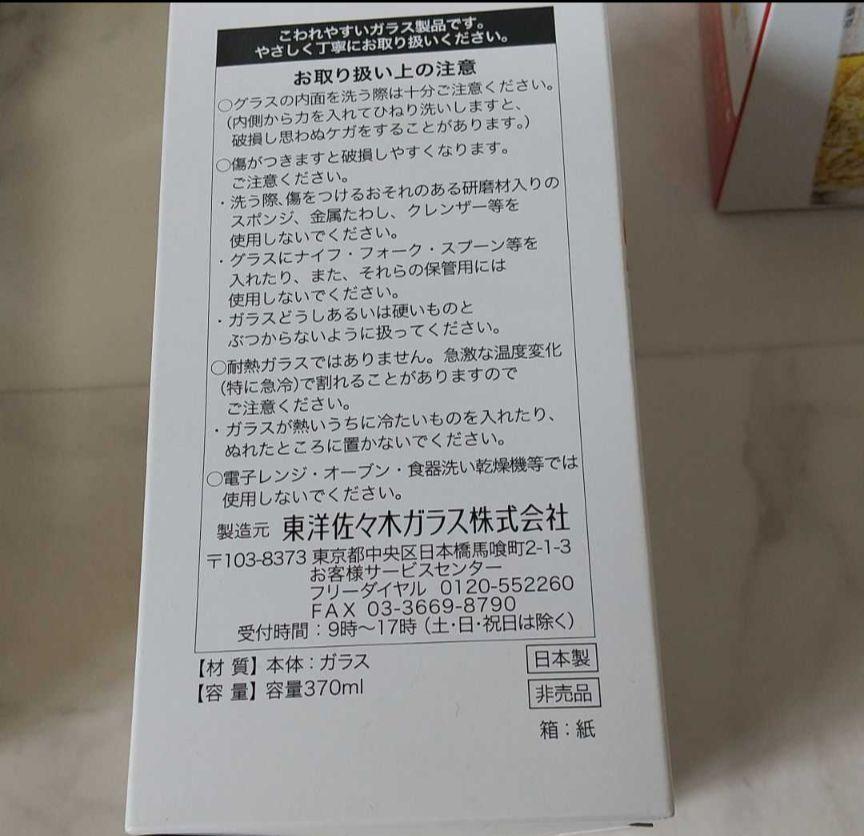 こわれやすいガラス製品です。
やさしく丁寧にお取り扱いください。
お取り扱い上の注意
○グラスの内面を洗う際は十分ご注意ください。
（内側から力を入れてひねり洗いしますと、
破損し思わぬケガをすることがあります。）
○傷がつきますと破損しやすくなります。
ご注意ください。
・洗う際、傷をつけるおそれのある研磨材入りの
スポンジ、金属たわし、クレンザー等を
使用しないでください。
・グラスにナイフ・フォーク・スプーン等を
入れたり、また、それらの保管用には
使用しないでください。
・ガラスどうしあるいは硬いものと
ぶつからないように扱ってください。
○耐熱ガラスではありません。急激な温度変化
（特に急冷）で割れることがありますので
ご注意ください。
・ガラスが熱いうちに冷たいものを入れたり、
ぬれたところに置かないでください。
○電子レンジ・オーブン・食器洗い乾燥機等では
使用しないでください。
製造元 東洋佐々木ガラス株式会社
〒103-8373 東京都中央区日本橋馬喰町2-1-3
お客様サービスセンター
フリーダイヤル 0120-552260
FAX 03-3669-8790
受付時間：9時〜17時（土・日・祝日は除く）
【材 質】本体：ガラス
日本製
【容 量】容量370ml
非売品
箱：紙